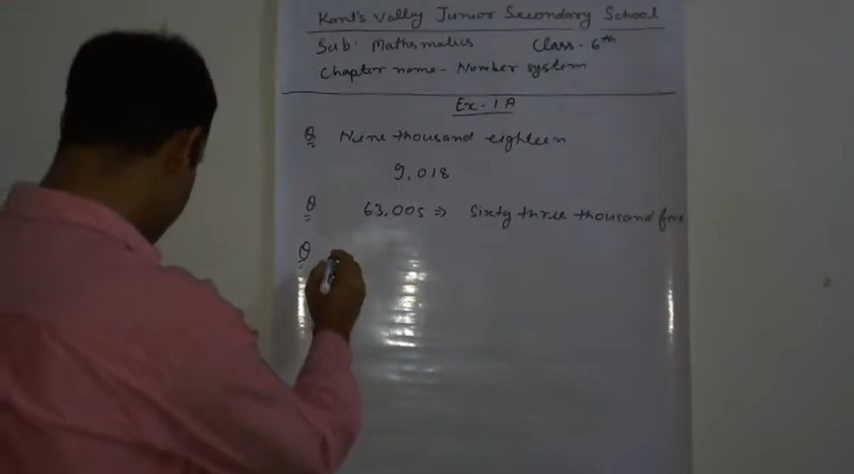 Kant's Valley Junior Secondary School
Sub: Mathematics Class - 6th
Chapter name - Number system
Ex. 1A
Q Nine thousand eighteen
9,018
Q 63,005 ⇒ Sixty three thousand five
Q